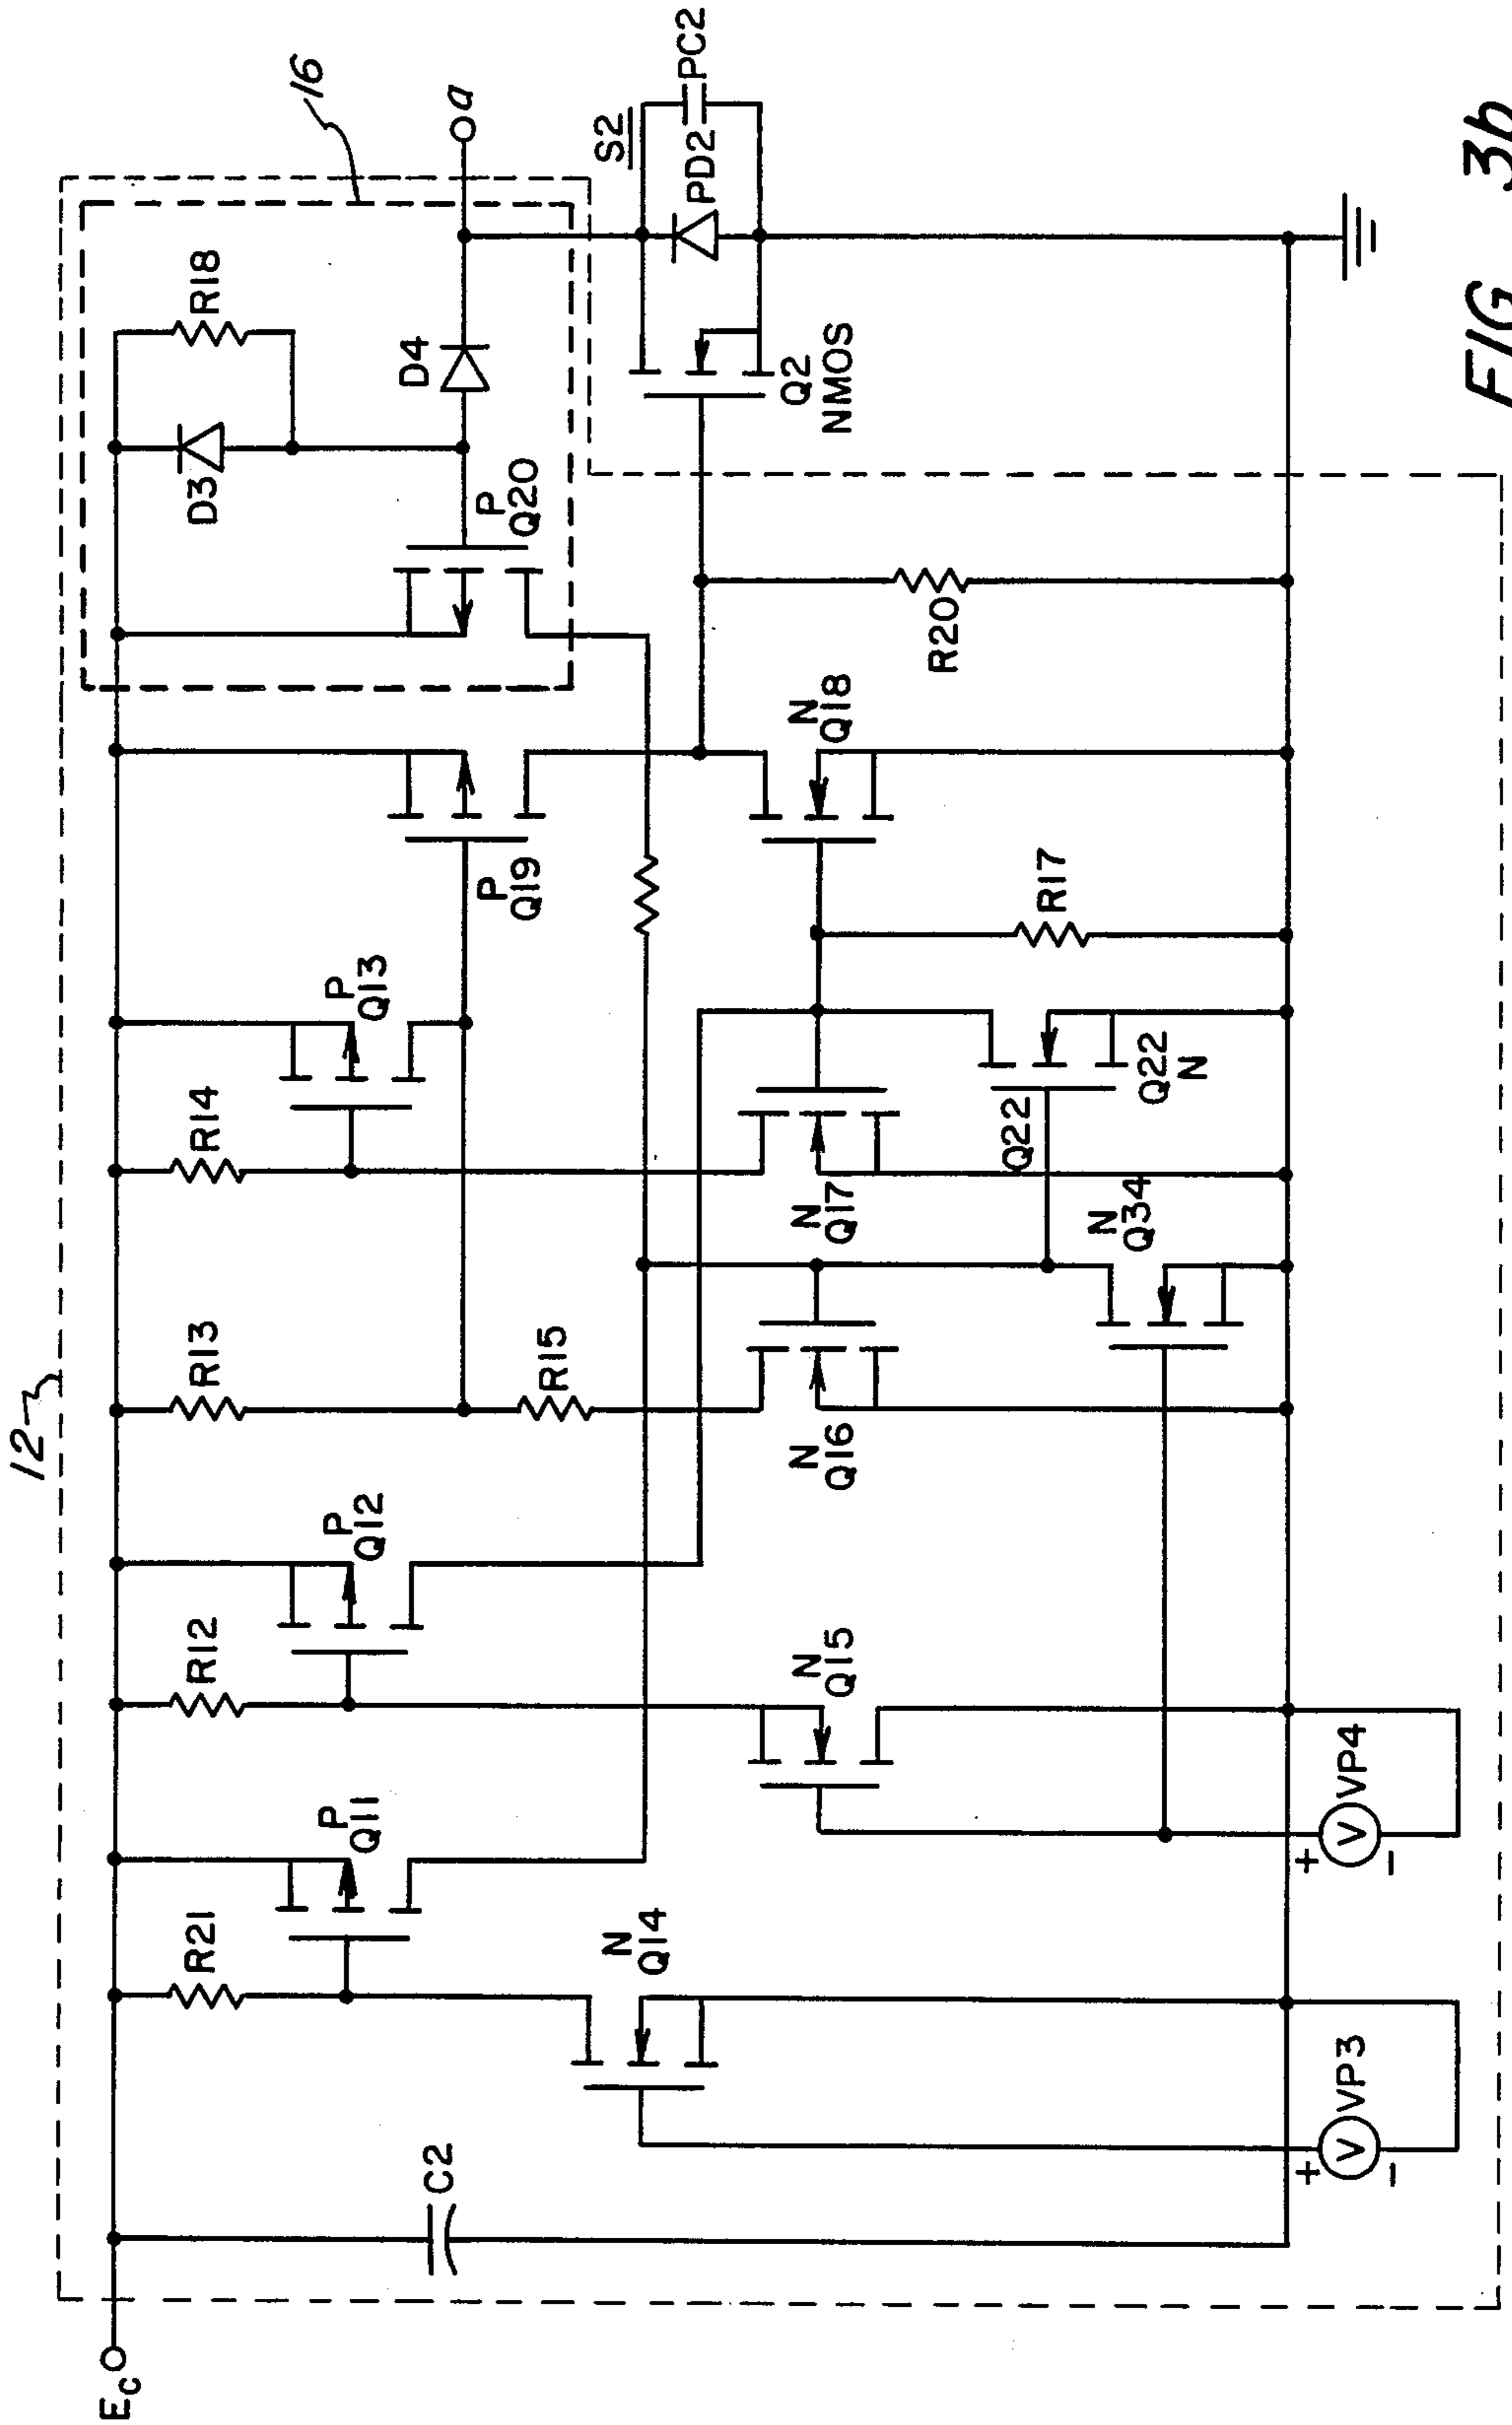 12
16
E_C
C2
R21
P
Q11
N
Q14
+
V
VP3
-
R12
P
Q12
N
Q15
+
V
VP4
-
R13
R15
N
Q16
R14
P
Q13
N
Q17
N
Q34
Q22
Q22
N
R17
P
Q19
N
Q18
R20
P
Q20
D3
R18
D4
a
S2
PD2
PC2
Q2
NMOS
FIG 3b